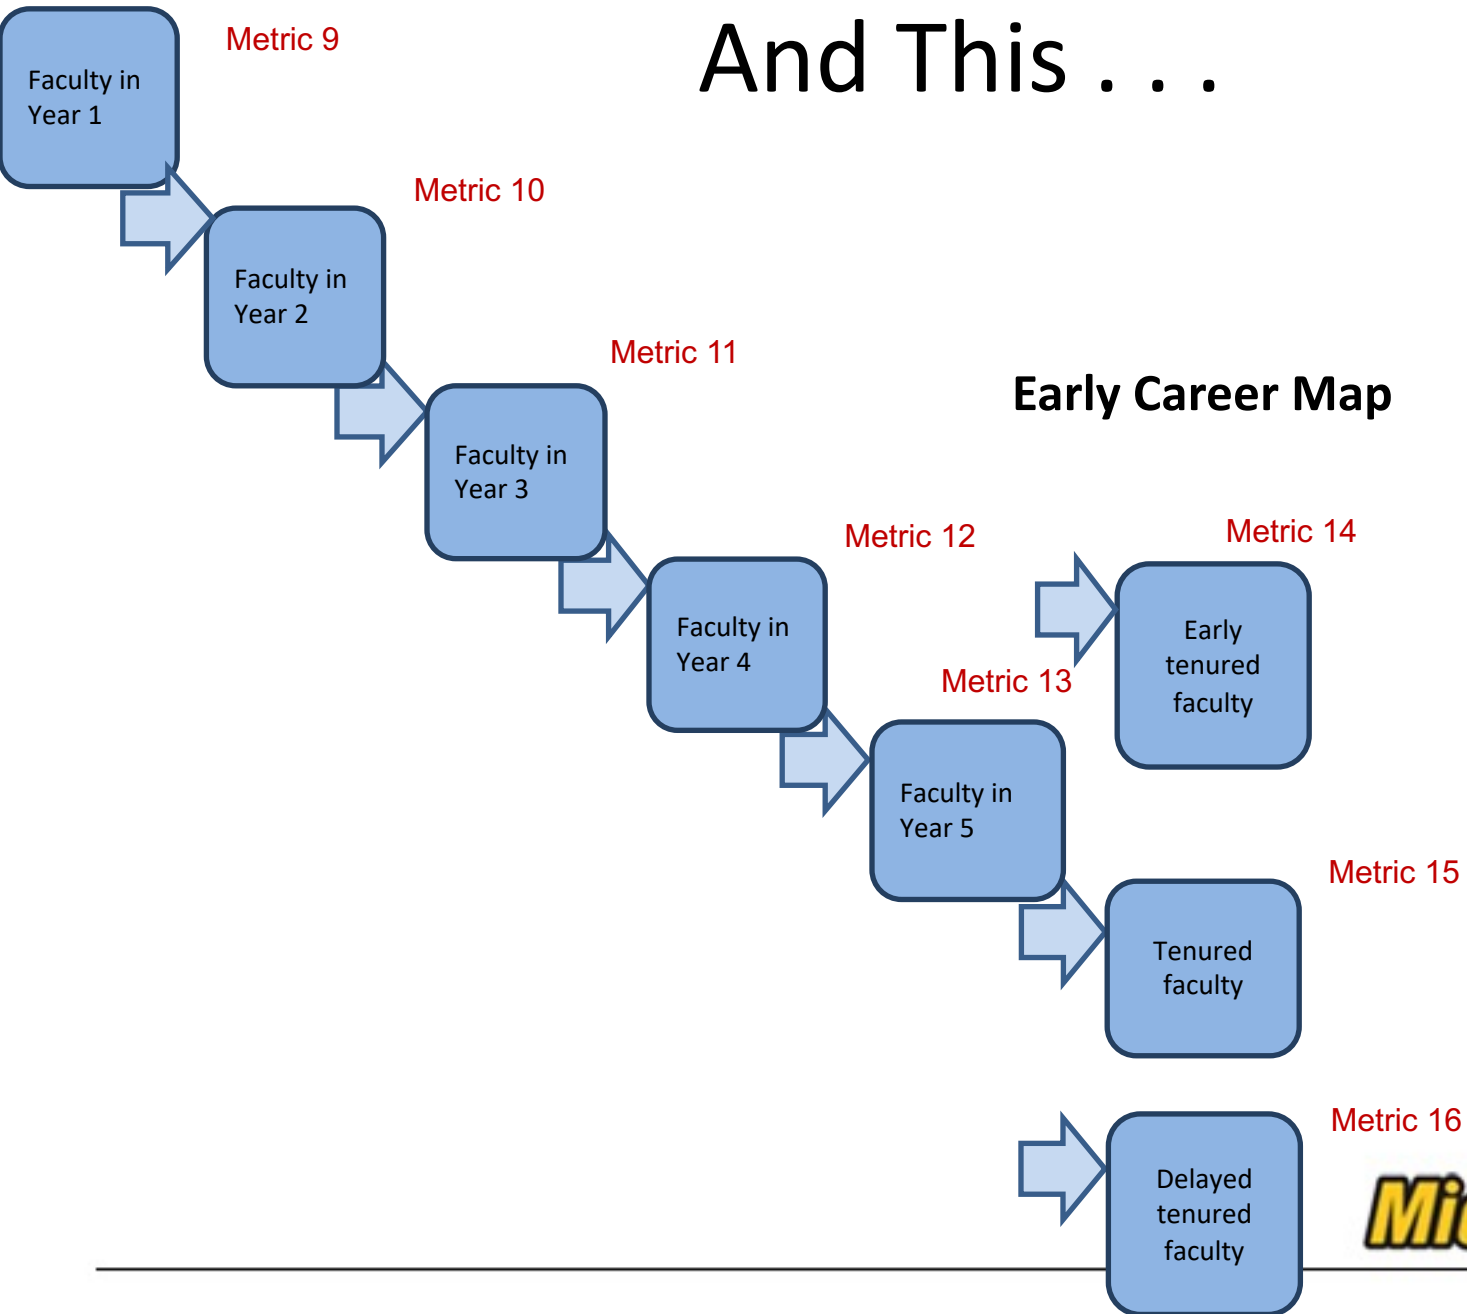 And This . . .
Metric 9
Faculty in
Year 1
Metric 10
Faculty in
Year 2
Metric 11
Faculty in
Year 3
Early Career Map
Metric 12
Faculty in
Year 4
Metric 14
Early
tenured
faculty
Metric 13
Faculty in
Year 5
Metric 15
Tenured
faculty
Metric 16
Delayed
tenured
faculty